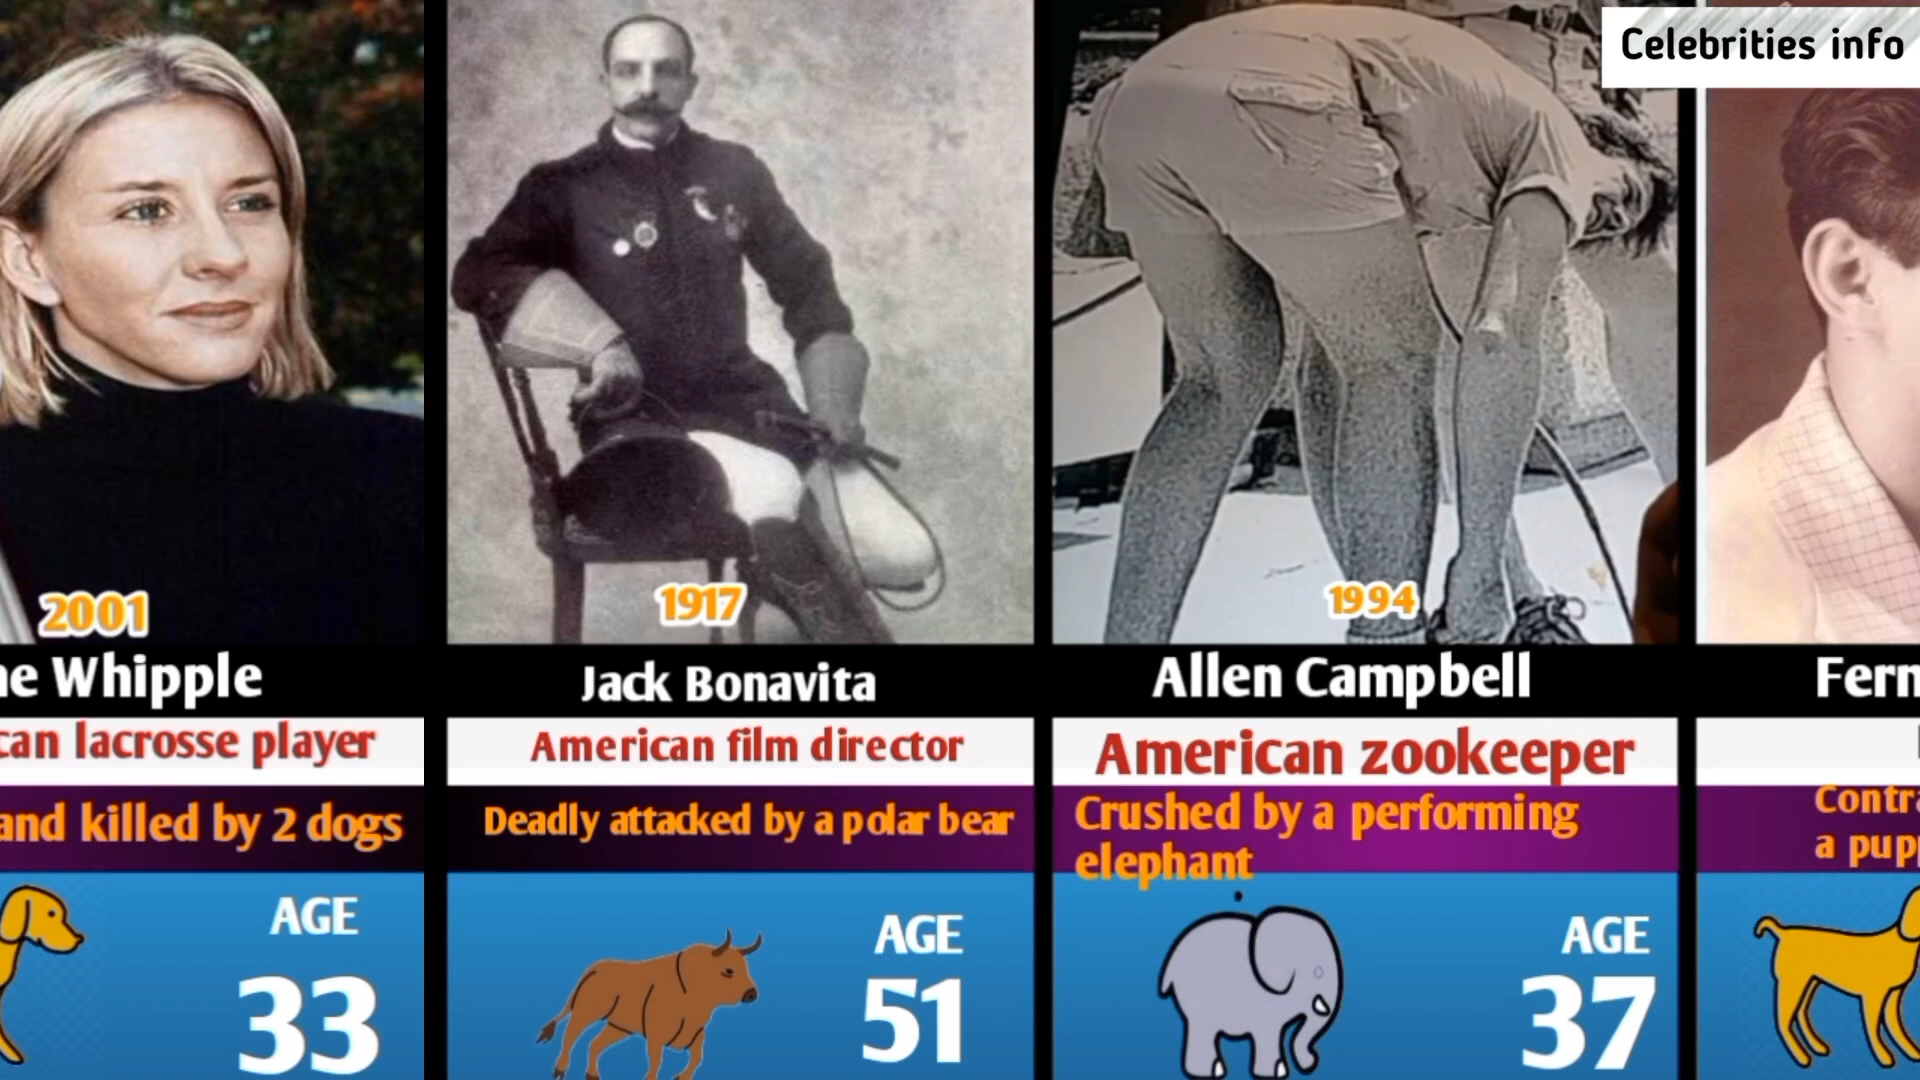 Celebrities info
2001
ne Whipple
can lacrosse player
and killed by 2 dogs
AGE
33
1917
Jack Bonavita
American film director
Deadly attacked by a polar bear
AGE
51
1994
Allen Campbell
American zookeeper
Crushed by a performing
elephant
AGE
37
Fern
Contra
a pup